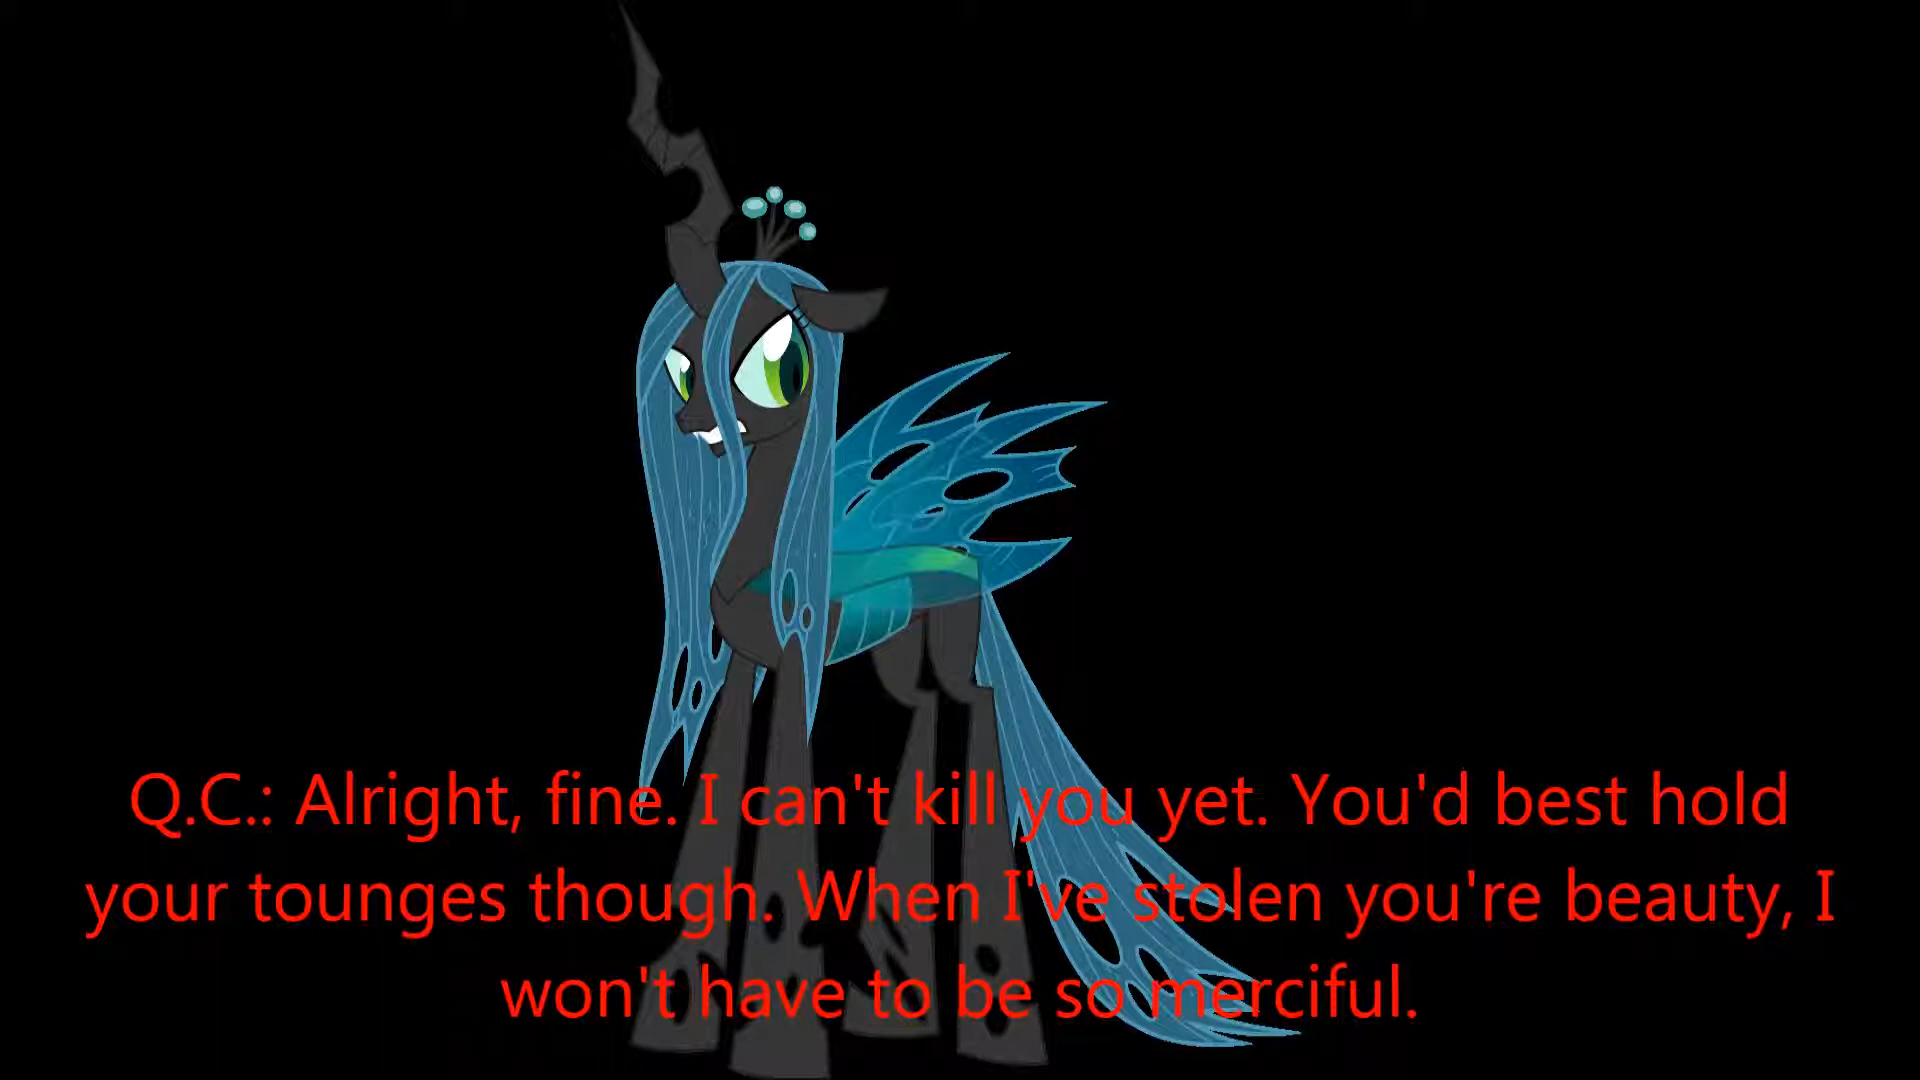 Q.C.: Alright, fine. I can't kill you yet. You'd best hold
your tounges though. When I've stolen you're beauty, I
won't have to be so merciful.